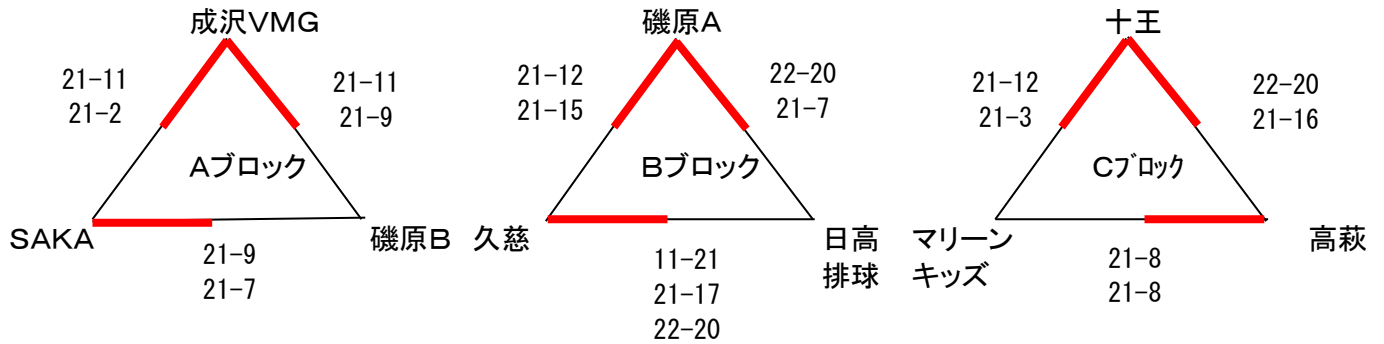 成沢VMG
21-11
21-2
21-11
21-9
Aブロック
SAKA
磯原B
21-9
21-7
磯原A
21-12
21-15
22-20
21-7
Bブロック
久慈
日高
排球
11-21
21-17
22-20
十王
21-12
21-3
22-20
21-16
Cブロック
マリーン
キッズ
高萩
21-8
21-8